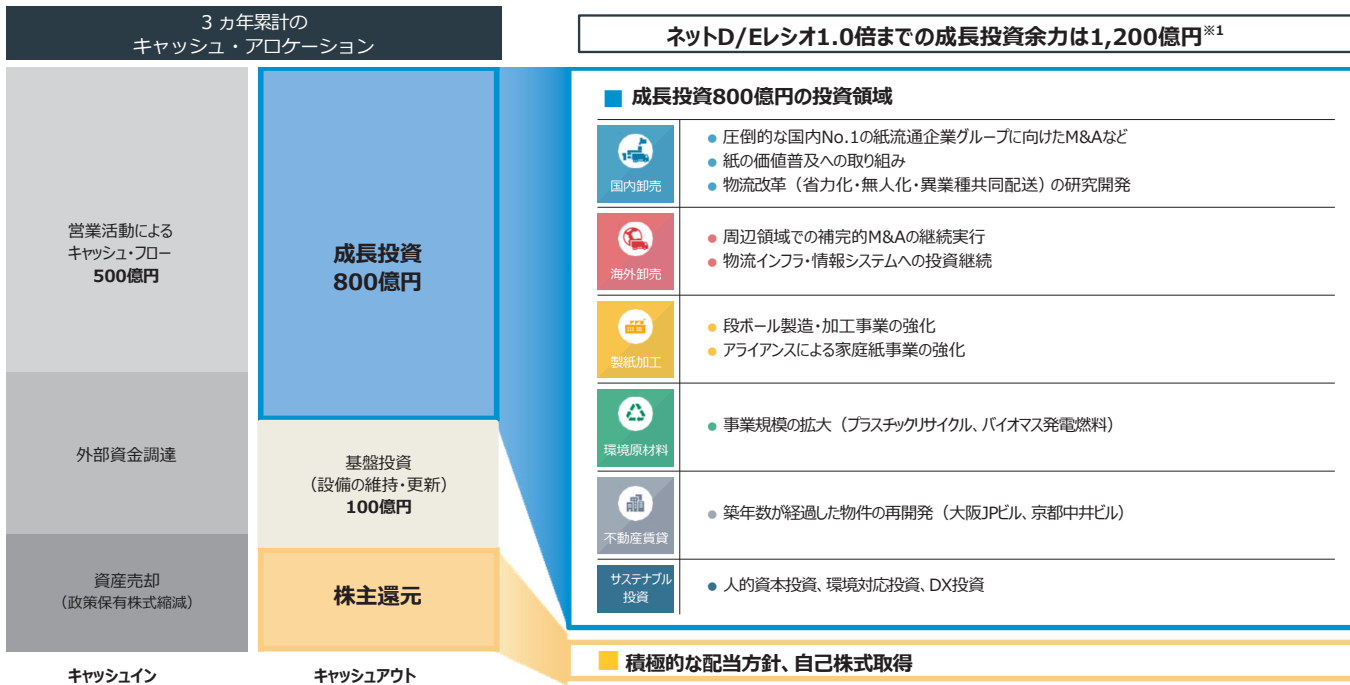 3 ヵ年累計の
キャッシュ・アロケーション
ネットD/Eレシオ1.0倍までの成長投資余力は1,200億円※1
営業活動による
キャッシュ・フロー
500億円
外部資金調達
資産売却
（政策保有株式縮減）
キャッシュイン
成長投資
800億円
基盤投資
（設備の維持・更新）
100億円
株主還元
キャッシュアウト
成長投資800億円の投資領域
国内卸売
● 圧倒的な国内No.1の紙流通企業グループに向けたM&Aなど
● 紙の価値普及への取り組み
● 物流改革（省力化・無人化・異業種共同配送）の研究開発
海外卸売
● 周辺領域での補完的M&Aの継続実行
● 物流インフラ・情報システムへの投資継続
製紙加工
● 段ボール製造・加工事業の強化
● アライアンスによる家庭紙事業の強化
環境原材料
● 事業規模の拡大（プラスチックリサイクル、バイオマス発電燃料）
不動産賃貸
● 築年数が経過した物件の再開発（大阪JPビル、京都中井ビル）
サステナブル
投資
● 人的資本投資、環境対応投資、DX投資
積極的な配当方針、自己株式取得